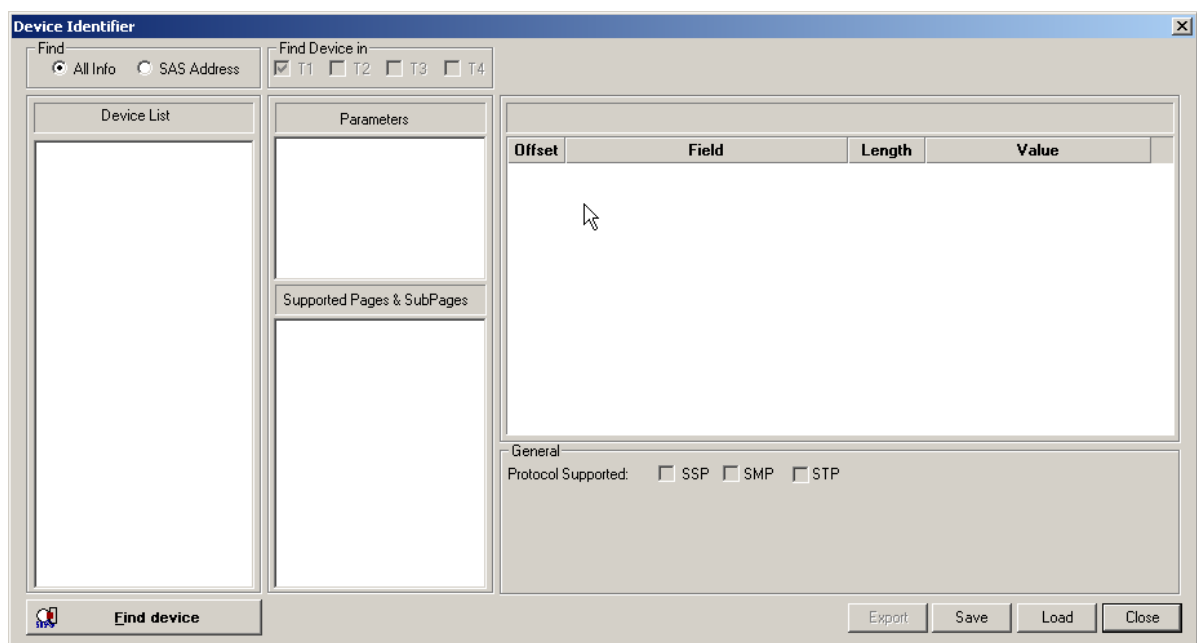 Device Identifier
Find
All Info SAS Address
Find Device in
T1 T2 T3 T4
Device List
Parameters
Supported Pages & SubPages
Offset Field Length Value
General
Protocol Supported: SSP SMP STP
Find device
Export Save Load Close